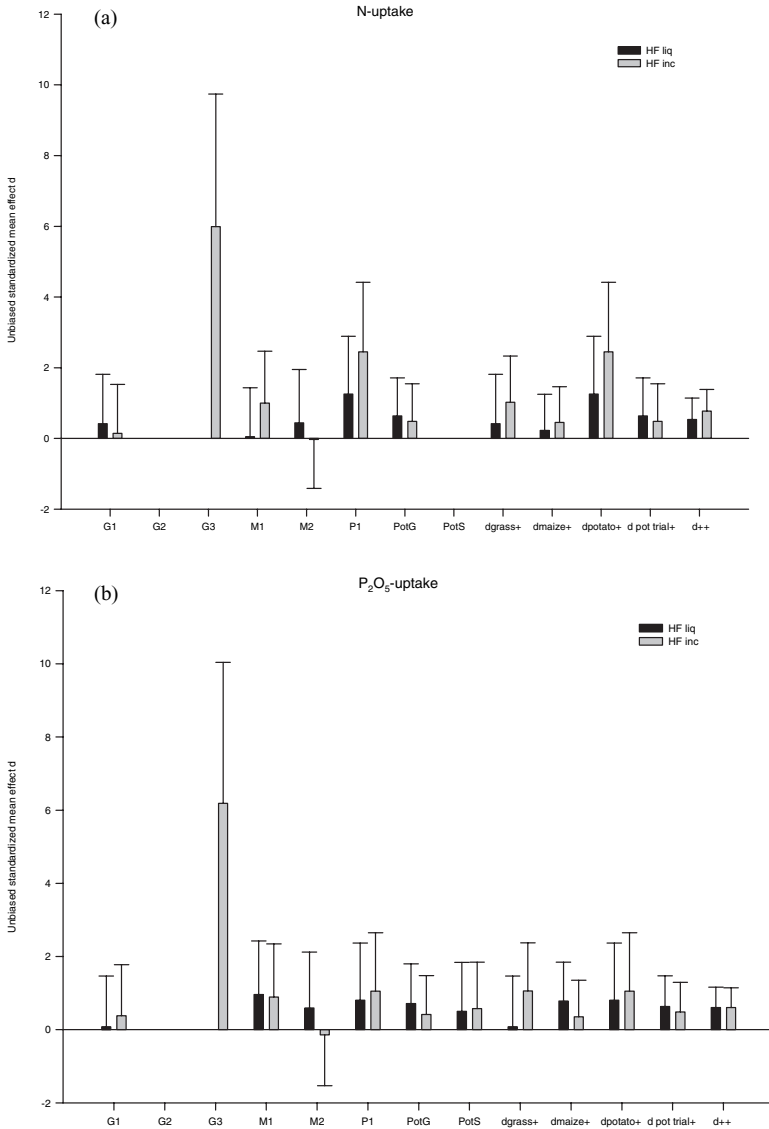 (a)
N-uptake
12
10
8
6
4
2
0
-2
Unbiased standardized mean effect d
HF liq
HF inc
G1 G2 G3 M1 M2 P1 PotG PotS dgrass+ dmaize+ dpotato+ d pot trial+ d++
(b)
P₂O₅-uptake
12
10
8
6
4
2
0
-2
Unbiased standardized mean effect d
HF liq
HF inc
G1 G2 G3 M1 M2 P1 PotG PotS dgrass+ dmaize+ dpotato+ d pot trial+ d++